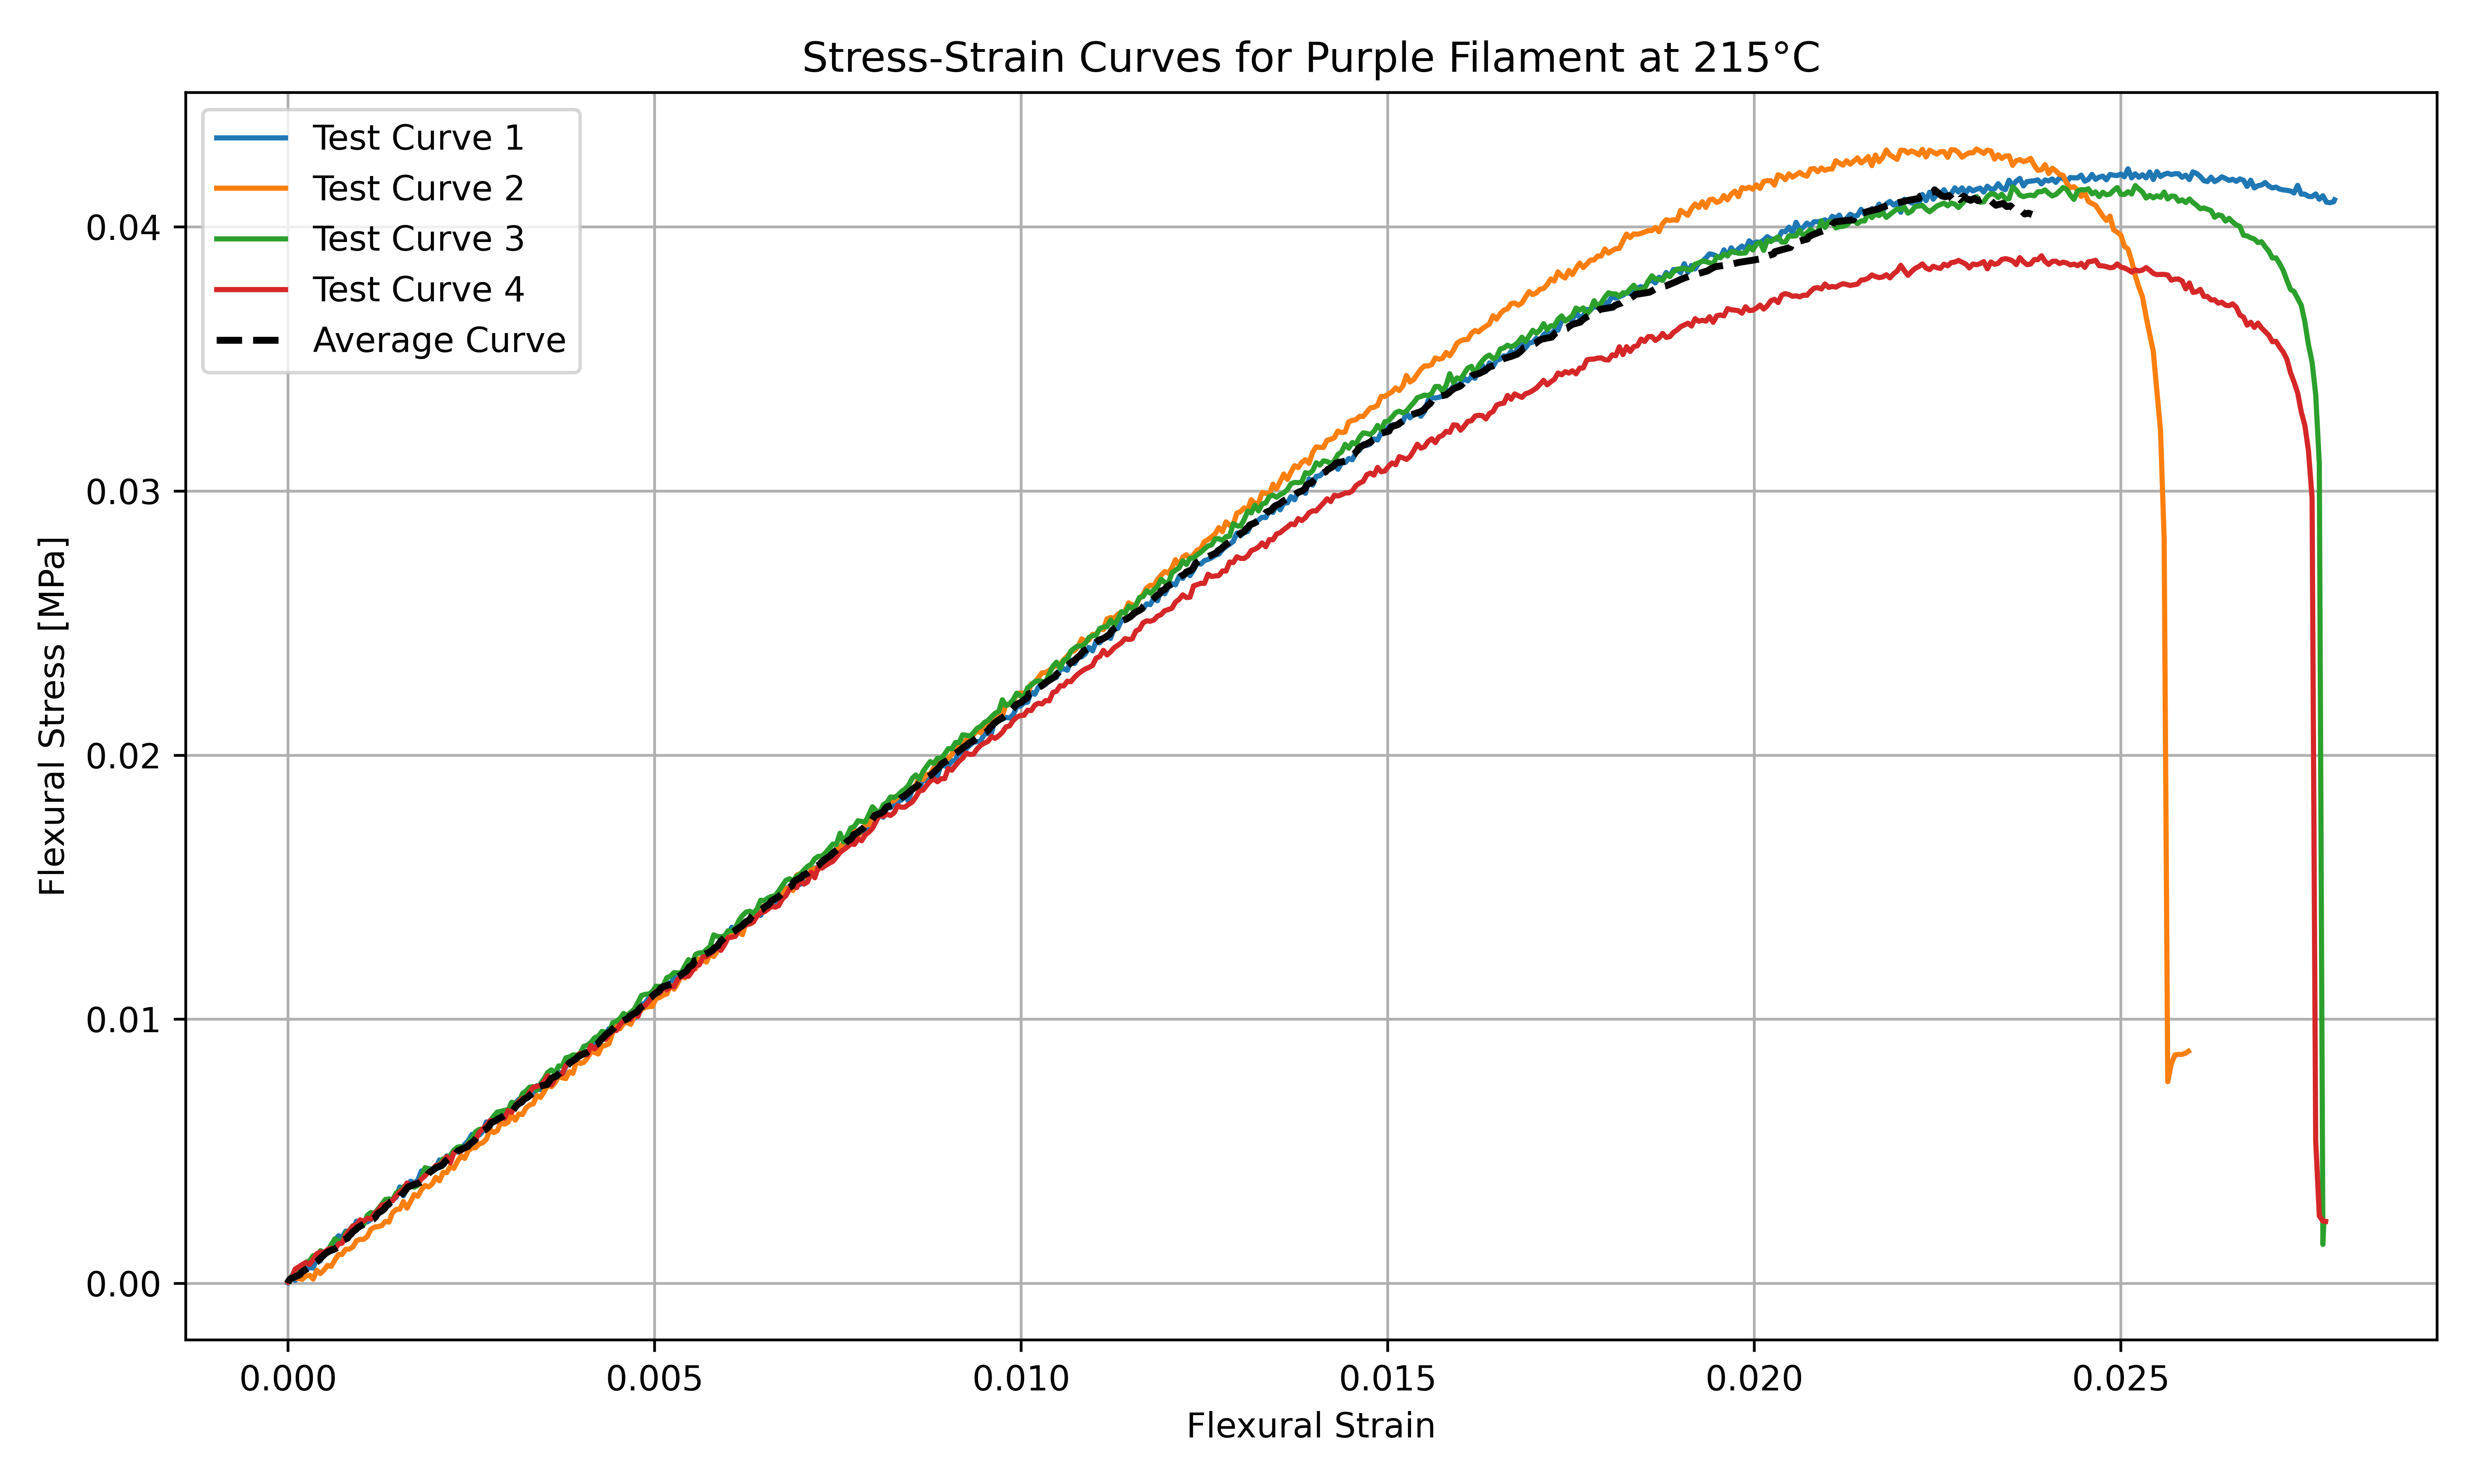 Stress-Strain Curves for Purple Filament at 215°C
Test Curve 1
Test Curve 2
Test Curve 3
Test Curve 4
Average Curve
Flexural Stress [MPa]
0.04
0.03
0.02
0.01
0.00
0.000 0.005 0.010 0.015 0.020 0.025
Flexural Strain